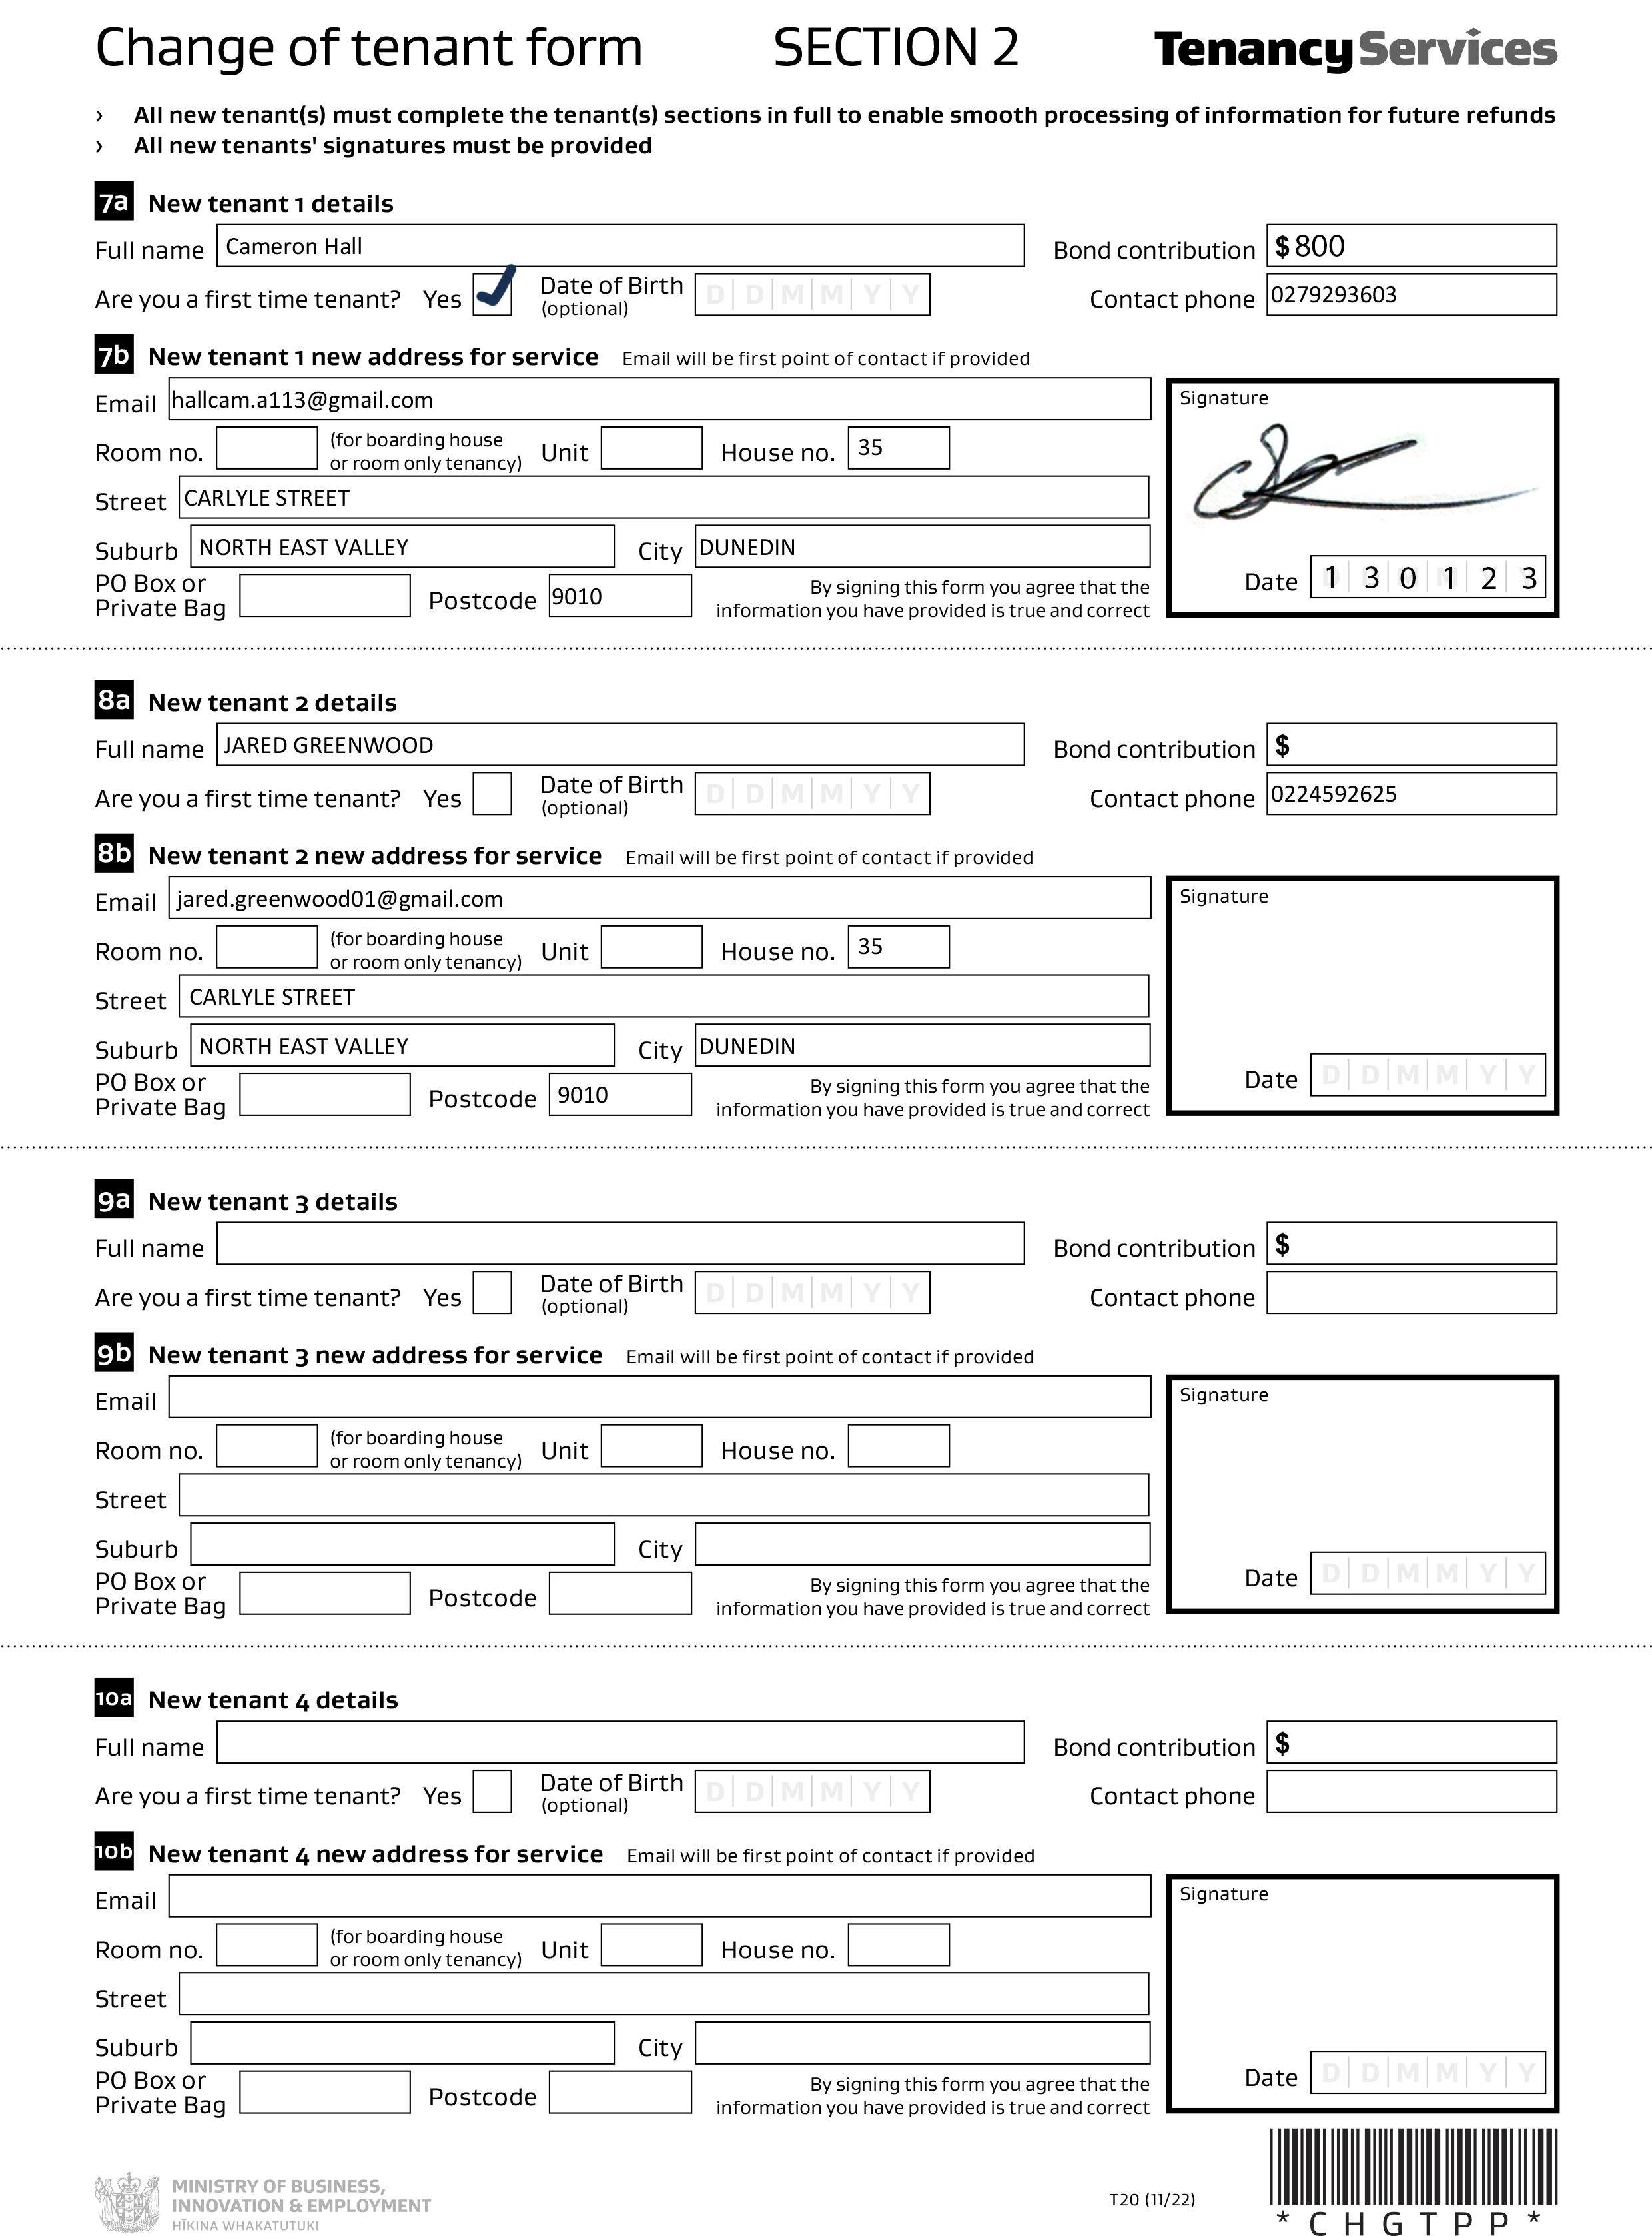 Change of tenant form SECTION 2 TenancyServices
› All new tenant(s) must complete the tenant(s) sections in full to enable smooth processing of information for future refunds
› All new tenants' signatures must be provided
7a New tenant 1 details
Full name Cameron Hall Bond contribution $ 800
Are you a first time tenant? Yes Date of Birth (optional) D D M M Y Y Contact phone 0279293603
7b New tenant 1 new address for service Email will be first point of contact if provided
Email hallcam.a113@gmail.com Signature
Room no. (for boarding house or room only tenancy) Unit House no. 35
Street CARLYLE STREET
Suburb NORTH EAST VALLEY City DUNEDIN
PO Box or Private Bag Postcode 9010 By signing this form you agree that the information you have provided is true and correct Date 1 3 0 1 2 3
8a New tenant 2 details
Full name JARED GREENWOOD Bond contribution $
Are you a first time tenant? Yes Date of Birth (optional) D D M M Y Y Contact phone 0224592625
8b New tenant 2 new address for service Email will be first point of contact if provided
Email jared.greenwood01@gmail.com Signature
Room no. (for boarding house or room only tenancy) Unit House no. 35
Street CARLYLE STREET
Suburb NORTH EAST VALLEY City DUNEDIN
PO Box or Private Bag Postcode 9010 By signing this form you agree that the information you have provided is true and correct Date D D M M Y Y
9a New tenant 3 details
Full name Bond contribution $
Are you a first time tenant? Yes Date of Birth (optional) D D M M Y Y Contact phone
9b New tenant 3 new address for service Email will be first point of contact if provided
Email Signature
Room no. (for boarding house or room only tenancy) Unit House no.
Street
Suburb City
PO Box or Private Bag Postcode By signing this form you agree that the information you have provided is true and correct Date D D M M Y Y
10a New tenant 4 details
Full name Bond contribution $
Are you a first time tenant? Yes Date of Birth (optional) D D M M Y Y Contact phone
10b New tenant 4 new address for service Email will be first point of contact if provided
Email Signature
Room no. (for boarding house or room only tenancy) Unit House no.
Street
Suburb City
PO Box or Private Bag Postcode By signing this form you agree that the information you have provided is true and correct Date D D M M Y Y
MINISTRY OF BUSINESS,
INNOVATION & EMPLOYMENT
HĪKINA WHAKATUTUKI
T20 (11/22)
* C H G T P P *